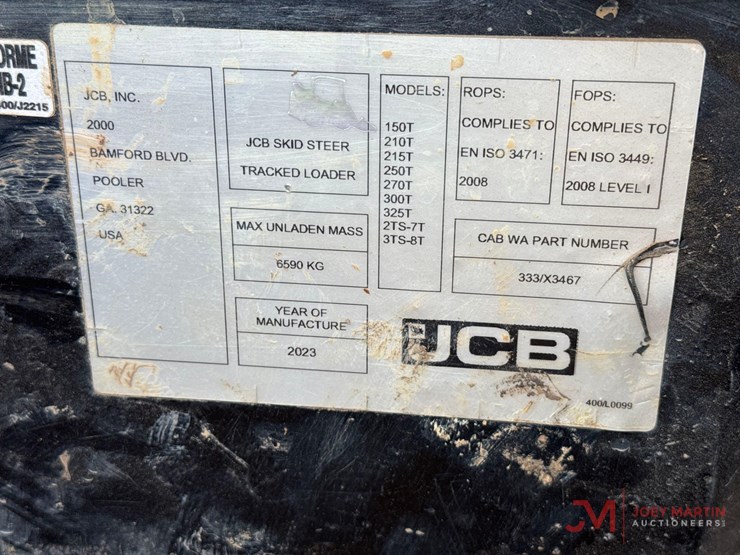 ORME
IB-2
00/J2215
JCB, INC.
2000
BAMFORD BLVD.
POOLER
GA. 31322
USA
JCB SKID STEER
TRACKED LOADER
MAX UNLADEN MASS
6590 KG
YEAR OF
MANUFACTURE
2023
MODELS:
150T
210T
215T
250T
270T
300T
325T
2TS-7T
3TS-8T
ROPS:
COMPLIES TO
EN ISO 3471:
2008
FOPS:
COMPLIES TO
EN ISO 3449:
2008 LEVEL I
CAB WA PART NUMBER
333/X3467
JCB
400/L0099
JM
JOEY MARTIN
AUCTIONEERS